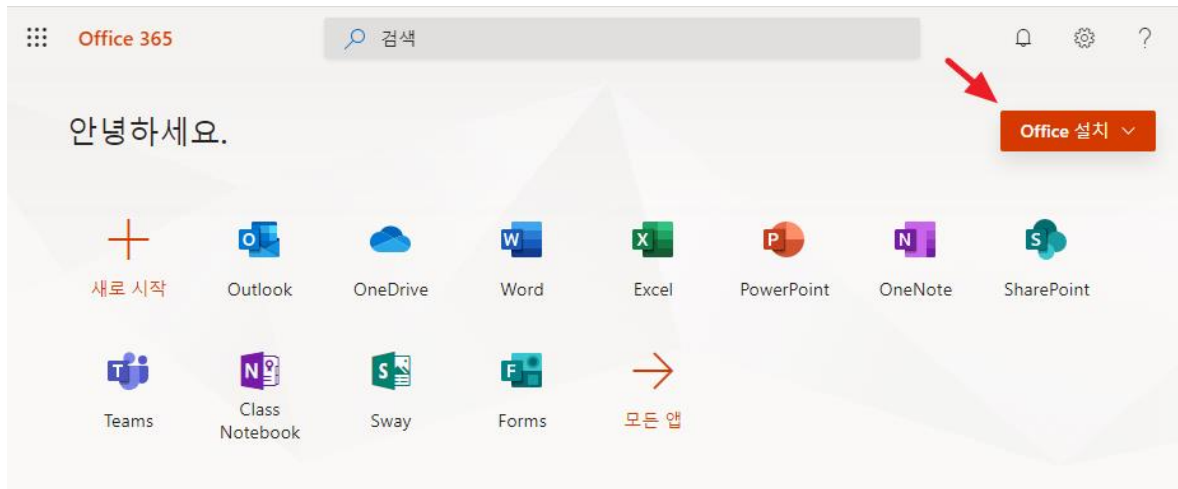 Office 365
검색
?
안녕하세요.
Office 설치
새로 시작
Outlook
OneDrive
Word
Excel
PowerPoint
OneNote
SharePoint
Teams
Class
Notebook
Sway
Forms
모든 앱